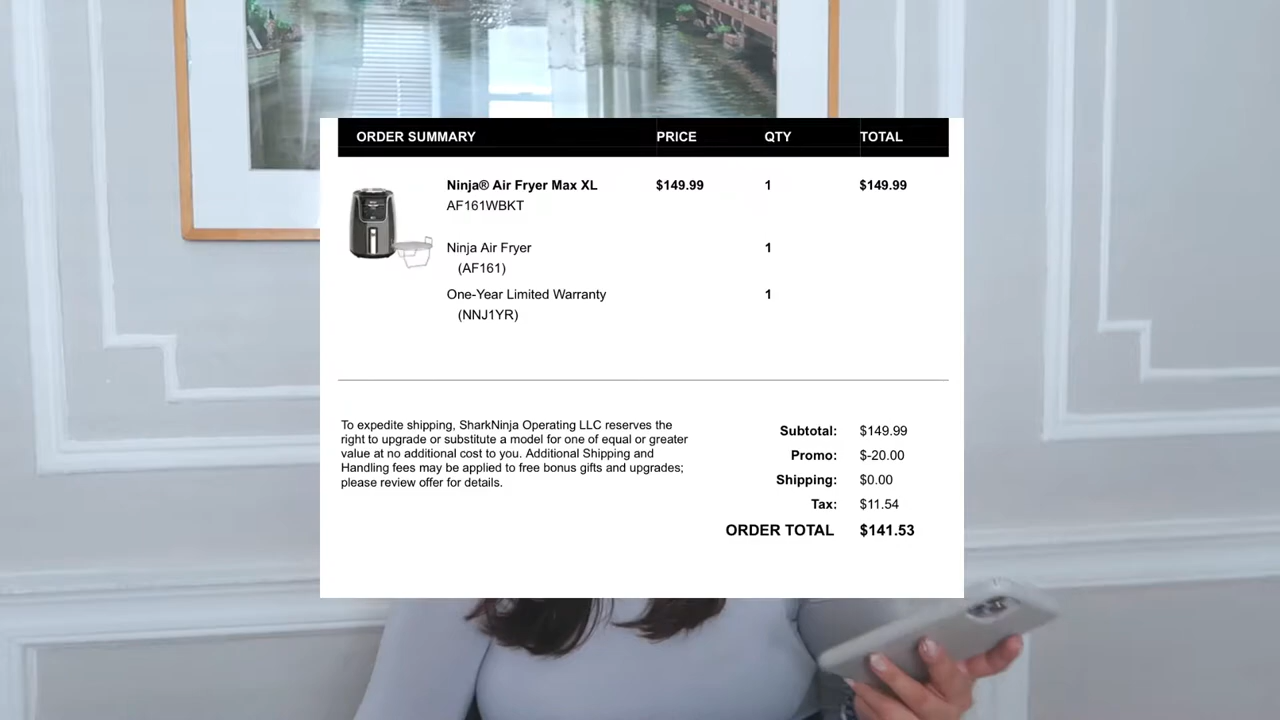 ORDER SUMMARY PRICE QTY TOTAL
Ninja® Air Fryer Max XL $149.99 1 $149.99
AF161WBKT
Ninja Air Fryer 1
(AF161)
One-Year Limited Warranty 1
(NNJ1YR)
To expedite shipping, SharkNinja Operating LLC reserves the
right to upgrade or substitute a model for one of equal or greater
value at no additional cost to you. Additional Shipping and
Handling fees may be applied to free bonus gifts and upgrades;
please review offer for details.
Subtotal: $149.99
Promo: $-20.00
Shipping: $0.00
Tax: $11.54
ORDER TOTAL $141.53